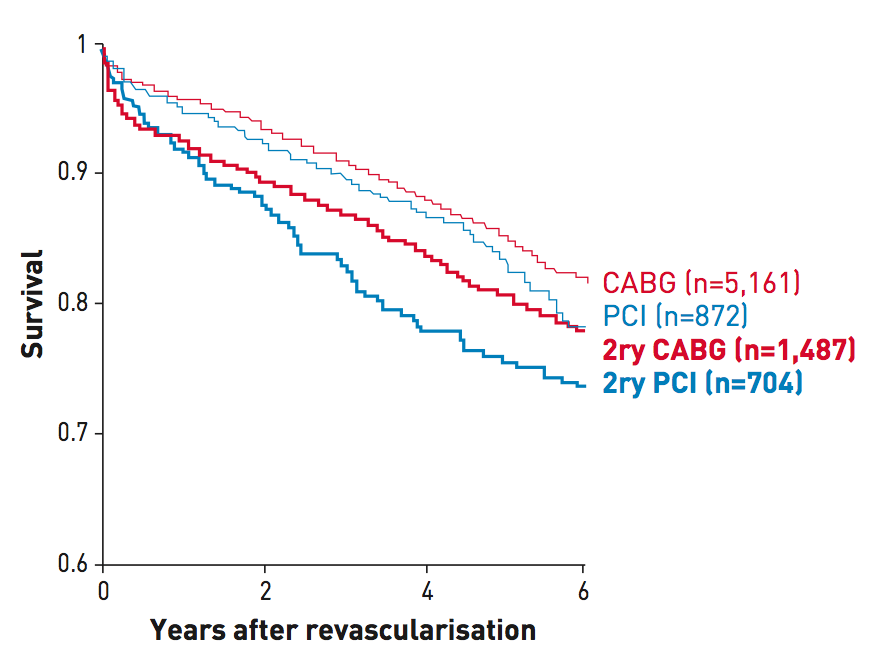 1
0.9
0.8
0.7
0.6
Survival
0 2 4 6
Years after revascularisation
CABG (n=5,161)
PCI (n=872)
2ry CABG (n=1,487)
2ry PCI (n=704)